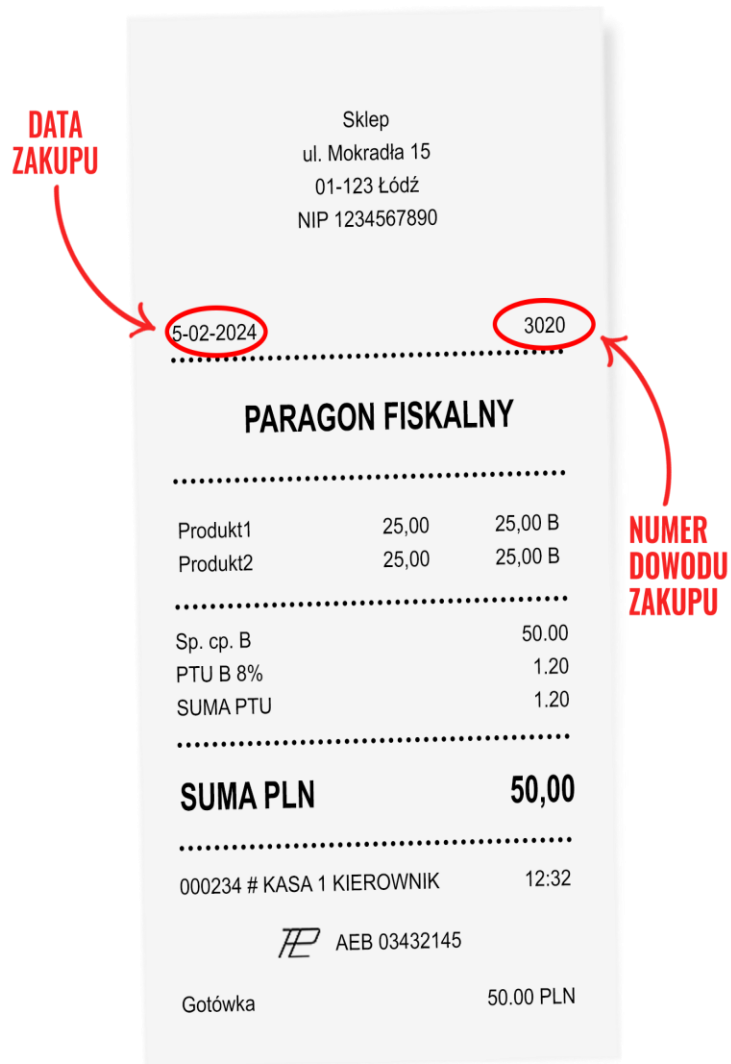 Sklep
ul. Mokradła 15
01-123 Łódź
NIP 1234567890
DATA
ZAKUPU
5-02-2024 3020
PARAGON FISKALNY
NUMER
DOWODU
ZAKUPU
Produkt1 25,00 25,00 B
Produkt2 25,00 25,00 B
Sp. cp. B 50.00
PTU B 8% 1.20
SUMA PTU 1.20
SUMA PLN 50,00
000234 # KASA 1 KIEROWNIK 12:32
AEB 03432145
Gotówka 50.00 PLN